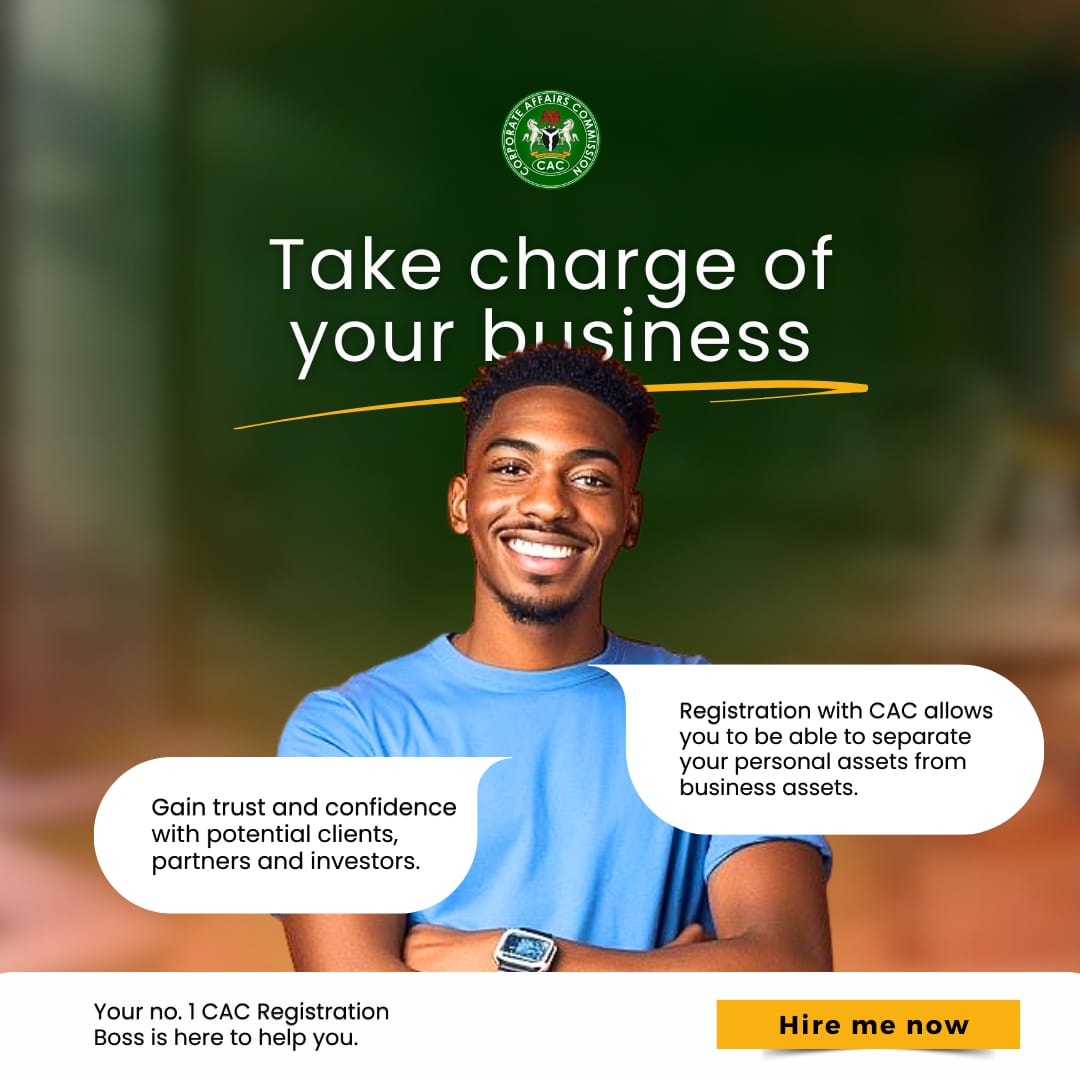 CORPORATE AFFAIRS COMMISSION
CAC
Take charge of
your business
Gain trust and confidence
with potential clients,
partners and investors.
Registration with CAC allows
you to be able to separate
your personal assets from
business assets.
Your no. 1 CAC Registration
Boss is here to help you.
Hire me now